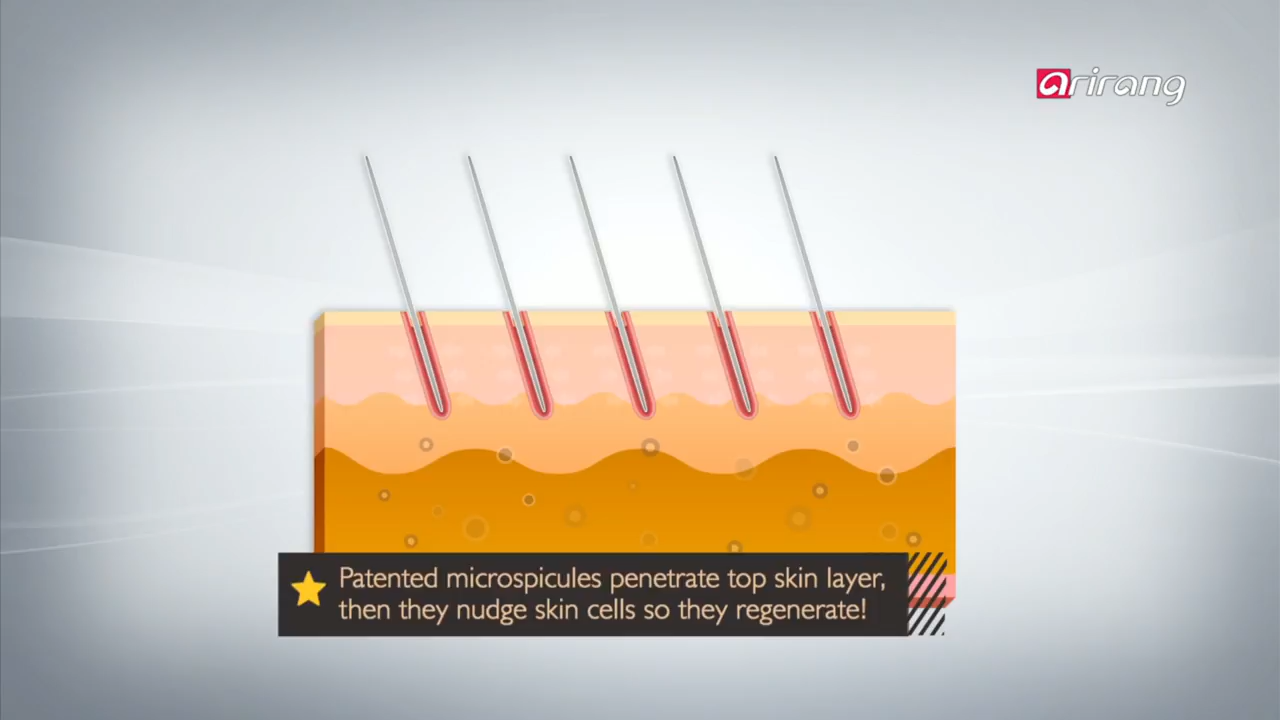 arirang
Patented microspicules penetrate top skin layer,
then they nudge skin cells so they regenerate!